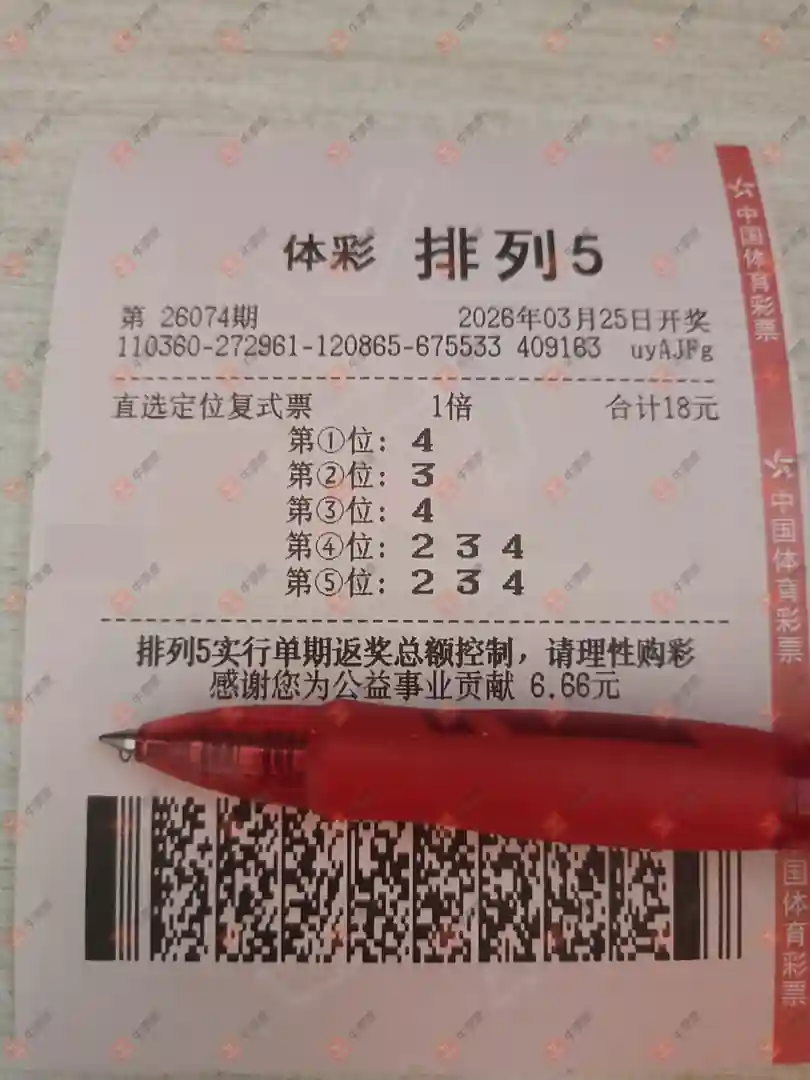 体彩 排列5
第 26074期 2026年03月25日开奖
110360-272961-120865-675533 409163 uyAJFg
直选定位复式票 1倍 合计18元
第①位: 4
第②位: 3
第③位: 4
第④位: 2 3 4
第⑤位: 2 3 4
排列5实行单期返奖总额控制，请理性购彩
感谢您为公益事业贡献 6.66元
中国体育彩票
中国体育彩票
国体育彩票